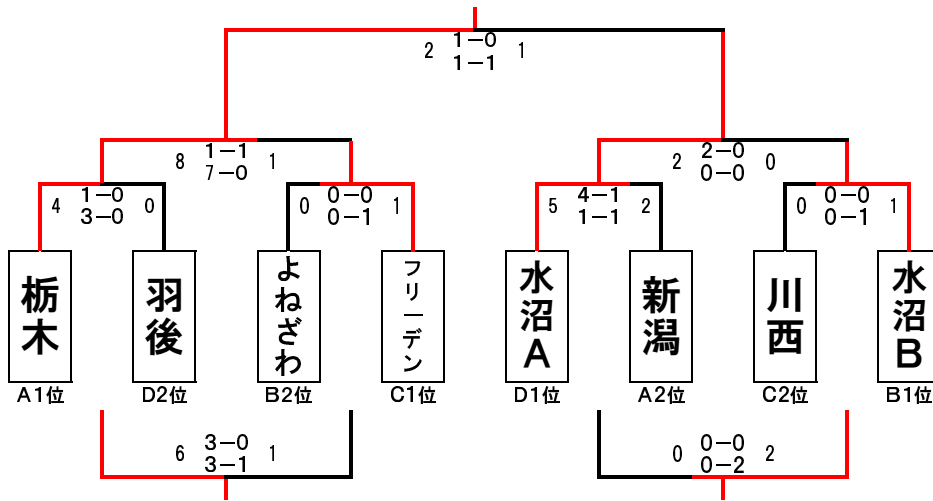 2 1－0 1
1－1
8 1－1 1
7－0
2 2－0 0
0－0
4 1－0 0
3－0
0 0－0 1
0－1
5 4－1 2
1－1
0 0－0 1
0－1
栃木
羽後
よねざわ
フリーデン
水沼A
新潟
川西
水沼B
A1位
D2位
B2位
C1位
D1位
A2位
C2位
B1位
6 3－0 1
3－1
0 0－0 2
0－2